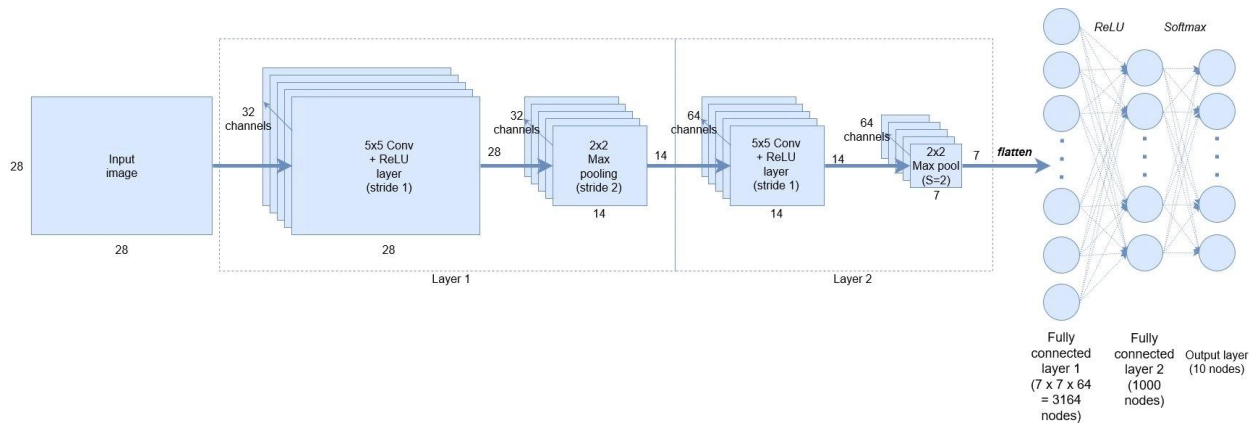 Input
image
28
28
32
channels
5x5 Conv
+ ReLU
layer
(stride 1)
28
28
32
channels
2x2
Max
pooling
(stride 2)
14
14
Layer 1
64
channels
5x5 Conv
+ ReLU
layer
(stride 1)
14
14
64
channels
2x2
Max pool
(S=2)
7
7
Layer 2
flatten
ReLU
Softmax
Fully
connected
layer 1
(7 x 7 x 64
= 3164
nodes)
Fully
connected
layer 2
(1000
nodes)
Output layer
(10 nodes)